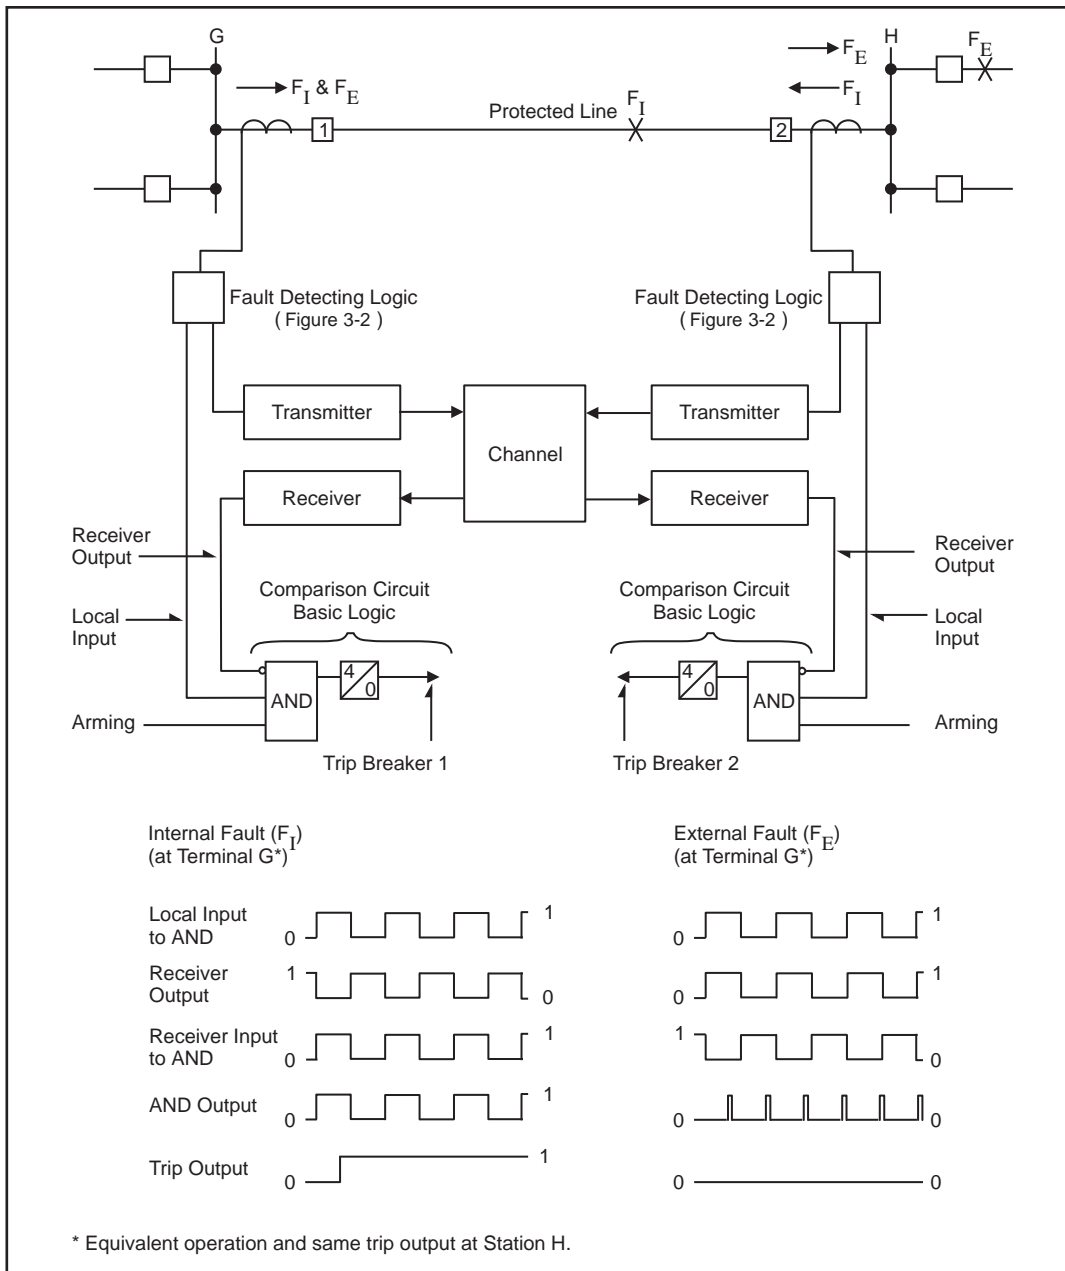 G
H
F_E
F_E
F_I & F_E
F_I
F_I
Protected Line
1
2
Fault Detecting Logic
( Figure 3-2 )
Fault Detecting Logic
( Figure 3-2 )
Transmitter
Channel
Transmitter
Receiver
Receiver
Receiver
Output
Receiver
Output
Comparison Circuit
Basic Logic
Comparison Circuit
Basic Logic
Local
Input
Local
Input
4/0
4/0
AND
AND
Arming
Arming
Trip Breaker 1
Trip Breaker 2
Internal Fault (F_I)
(at Terminal G*)
Local Input
to AND
0
1
Receiver
Output
1
0
Receiver Input
to AND
0
1
AND Output
0
1
Trip Output
0
1
External Fault (F_E)
(at Terminal G*)
0
1
0
1
1
0
0
0
0
0
* Equivalent operation and same trip output at Station H.